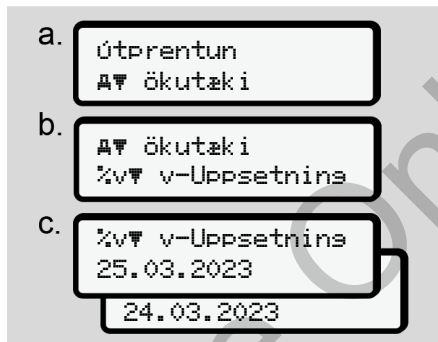 a.
útprentun
A▼ ökutæki
b.
A▼ ökutæki
%v▼ v-Uppsetning
c.
%v▼ v-Uppsetning
25.03.2023
24.03.2023